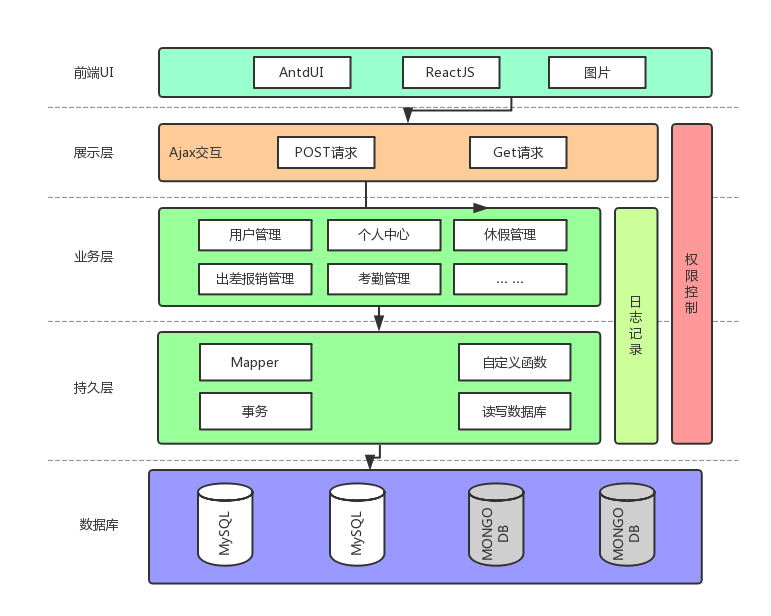 前端UI
AntdUI
ReactJS
图片
展示层
Ajax交互
POST请求
Get请求
业务层
用户管理
个人中心
休假管理
出差报销管理
考勤管理
... ...
持久层
Mapper
自定义函数
事务
读写数据库
日志记录
权限控制
数据库
MySQL
MySQL
MONGO
DB
MONGO
DB